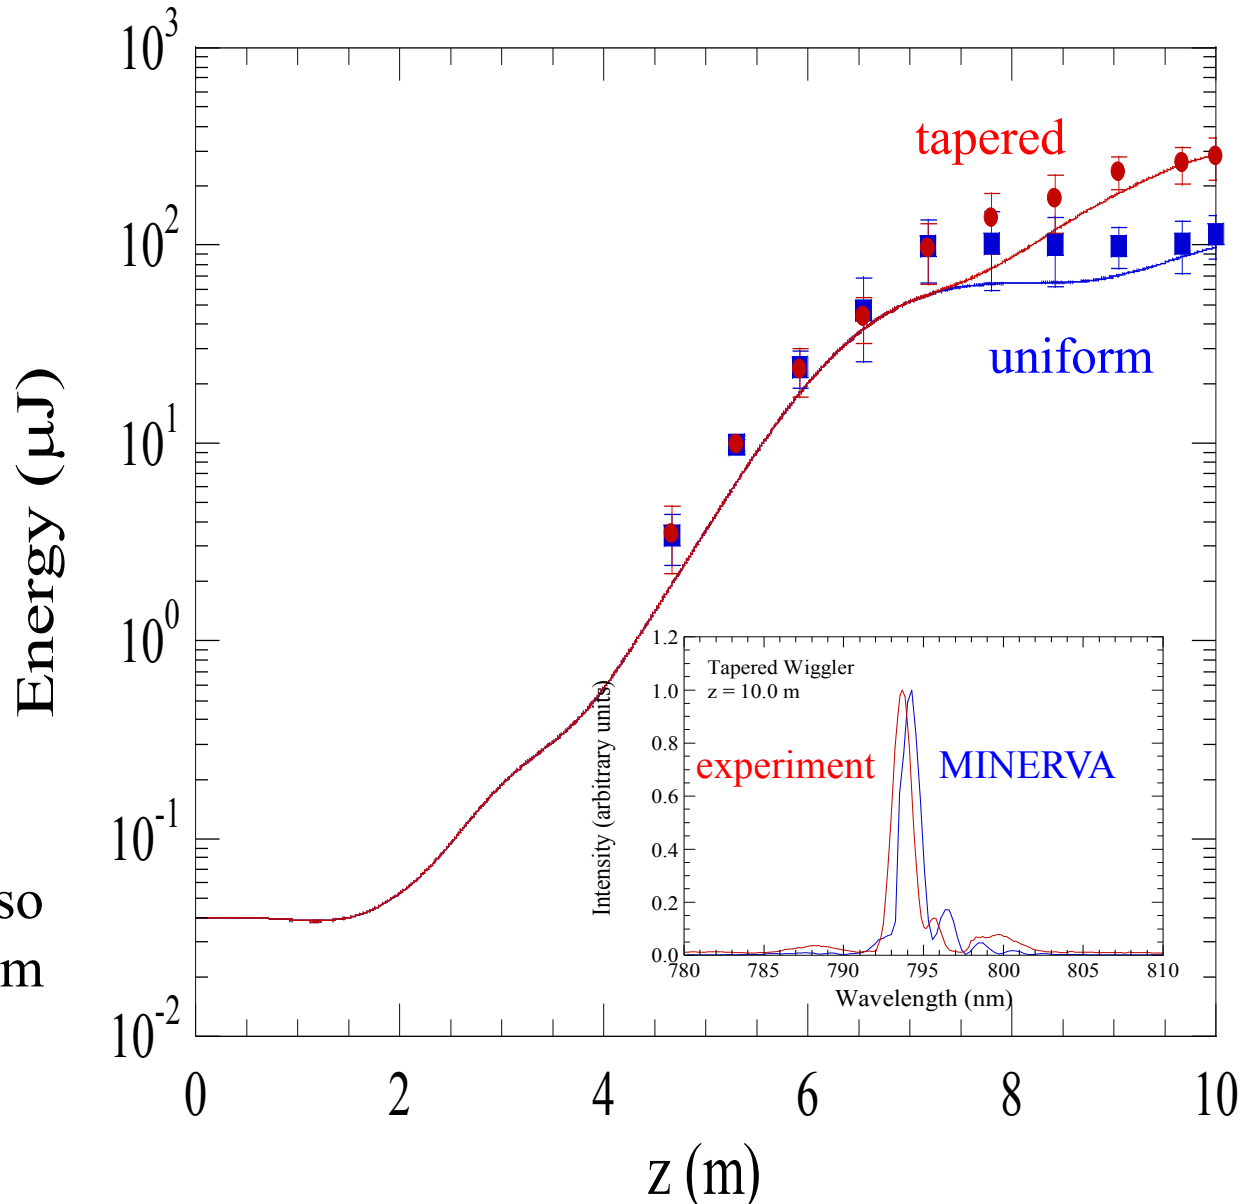 10³
10²
10¹
10⁰
10⁻¹
10⁻²
Energy (µJ)
tapered
uniform
so
m
1.2
1.0
0.8
0.6
0.4
0.2
0.0
Intensity (arbitrary units)
Tapered Wiggler
z = 10.0 m
experiment
MINERVA
780 785 790 795 800 805 810
Wavelength (nm)
0 2 4 6 8 10
z (m)